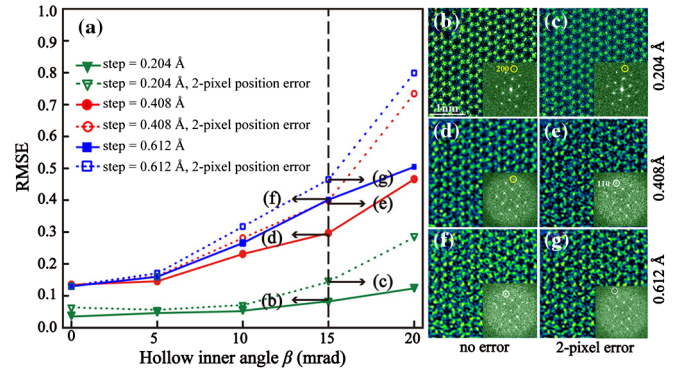 (a)
1.0
0.9
0.8
0.7
0.6
0.5
0.4
0.3
0.2
0.1
0.0
RMSE
step = 0.204 Å
step = 0.204 Å, 2-pixel position error
step = 0.408 Å
step = 0.408 Å, 2-pixel position error
step = 0.612 Å
step = 0.612 Å, 2-pixel position error
(g)
(f)
(e)
(d)
(c)
(b)
0 5 10 15 20
Hollow inner angle β (mrad)
(b) (c) 0.204 Å
200
1nm
(d) (e) 0.408Å
110
(f) (g) 0.612 Å
no error 2-pixel error